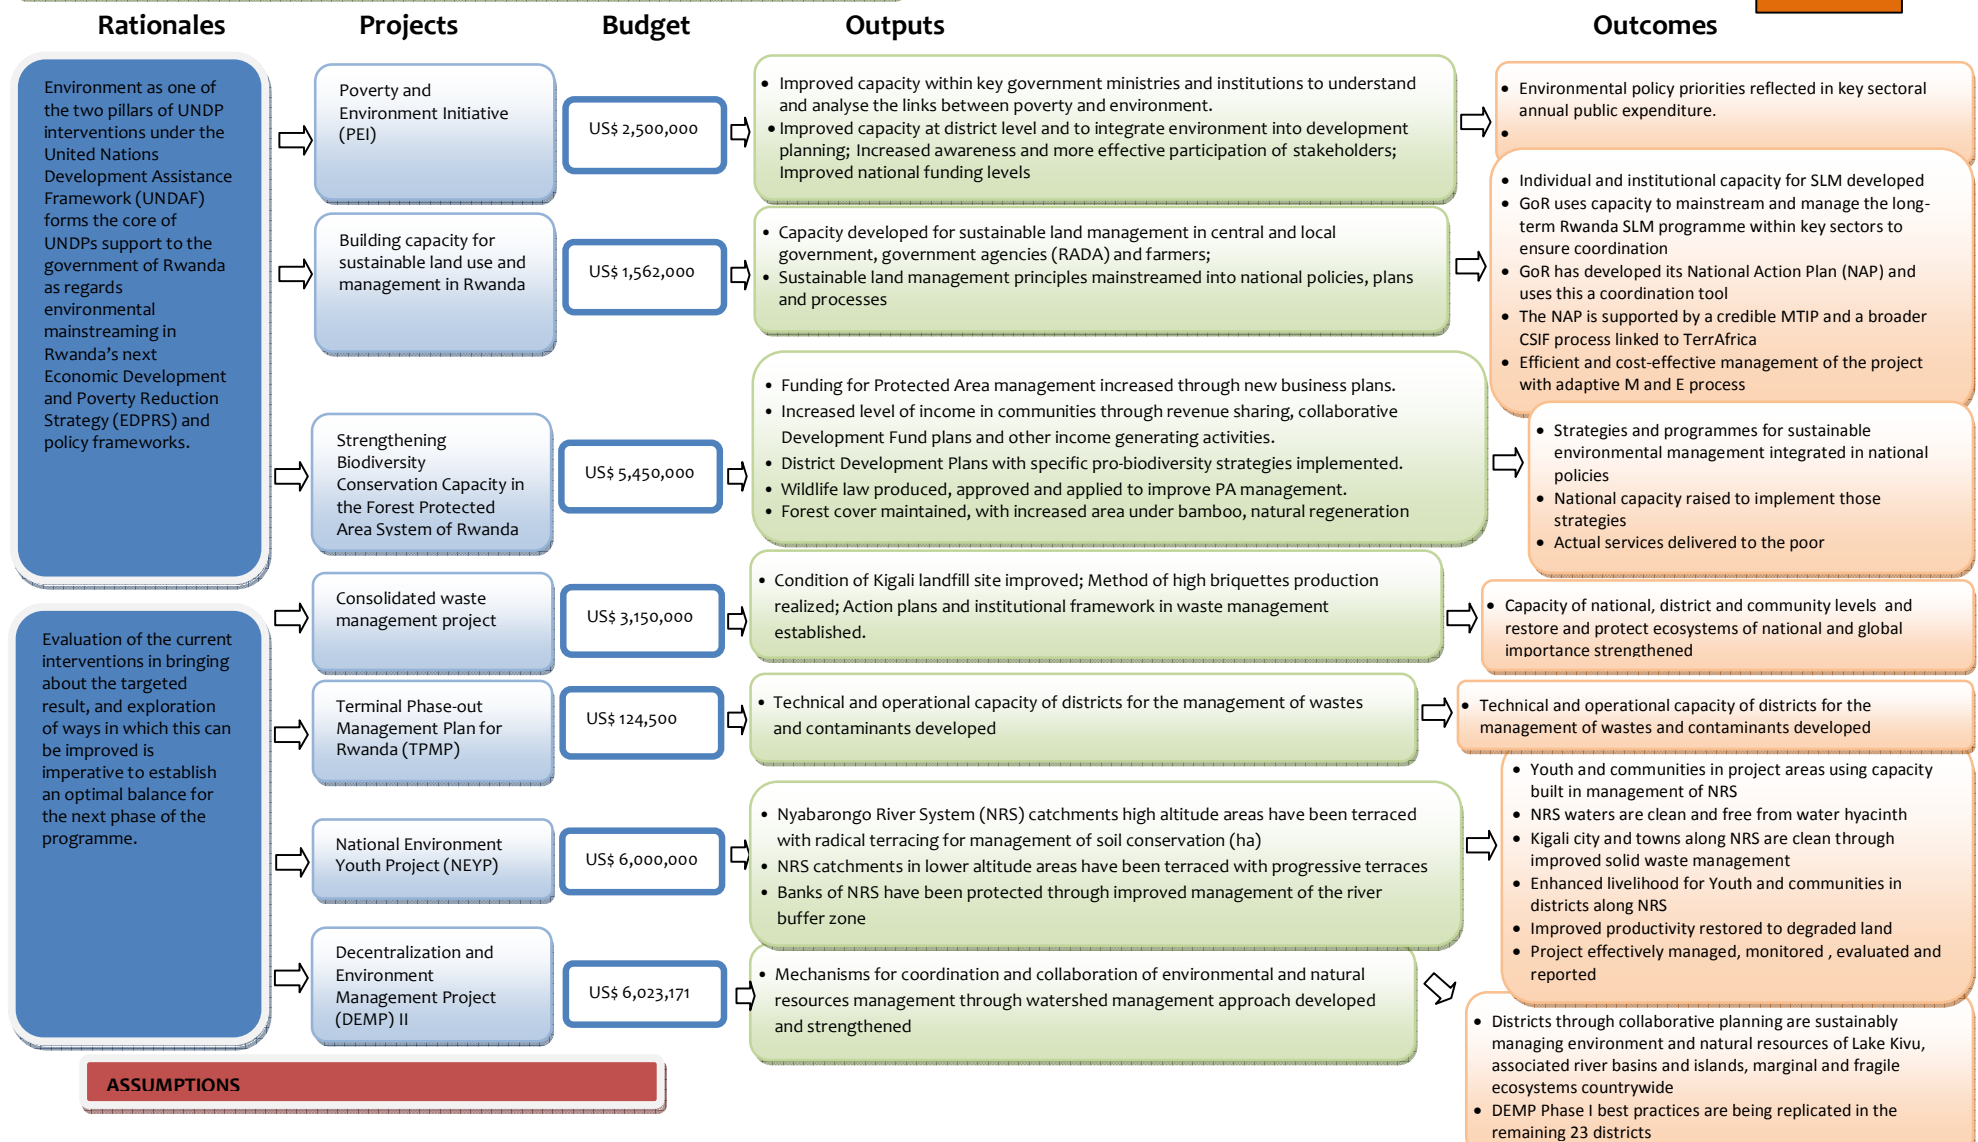 Rationales
Projects
Budget
Outputs
Outcomes
Environment as one of
the two pillars of UNDP
interventions under the
United Nations
Development Assistance
Framework (UNDAF)
forms the core of
UNDPs support to the
government of Rwanda
as regards
environmental
mainstreaming in
Rwanda's next
Economic Development
and Poverty Reduction
Strategy (EDPRS) and
policy frameworks.
Evaluation of the current
interventions in bringing
about the targeted
result, and exploration
of ways in which this can
be improved is
imperative to establish
an optimal balance for
the next phase of the
programme.
Poverty and
Environment Initiative
(PEI)
US$ 2,500,000
• Improved capacity within key government ministries and institutions to understand
and analyse the links between poverty and environment.
• Improved capacity at district level and to integrate environment into development
planning; Increased awareness and more effective participation of stakeholders;
Improved national funding levels
• Environmental policy priorities reflected in key sectoral
annual public expenditure.
•
Building capacity for
sustainable land use and
management in Rwanda
US$ 1,562,000
• Capacity developed for sustainable land management in central and local
government, government agencies (RADA) and farmers;
• Sustainable land management principles mainstreamed into national policies, plans
and processes
• Individual and institutional capacity for SLM developed
• GoR uses capacity to mainstream and manage the long-
term Rwanda SLM programme within key sectors to
ensure coordination
• GoR has developed its National Action Plan (NAP) and
uses this a coordination tool
• The NAP is supported by a credible MTIP and a broader
CSIF process linked to TerrAfrica
• Efficient and cost-effective management of the project
with adaptive M and E process
Strengthening
Biodiversity
Conservation Capacity in
the Forest Protected
Area System of Rwanda
US$ 5,450,000
• Funding for Protected Area management increased through new business plans.
• Increased level of income in communities through revenue sharing, collaborative
Development Fund plans and other income generating activities.
• District Development Plans with specific pro-biodiversity strategies implemented.
• Wildlife law produced, approved and applied to improve PA management.
• Forest cover maintained, with increased area under bamboo, natural regeneration
• Strategies and programmes for sustainable
environmental management integrated in national
policies
• National capacity raised to implement those
strategies
• Actual services delivered to the poor
Consolidated waste
management project
US$ 3,150,000
• Condition of Kigali landfill site improved; Method of high briquettes production
realized; Action plans and institutional framework in waste management
established.
• Capacity of national, district and community levels and
restore and protect ecosystems of national and global
importance strengthened
Terminal Phase-out
Management Plan for
Rwanda (TPMP)
US$ 124,500
• Technical and operational capacity of districts for the management of wastes
and contaminants developed
• Technical and operational capacity of districts for the
management of wastes and contaminants developed
National Environment
Youth Project (NEYP)
US$ 6,000,000
• Nyabarongo River System (NRS) catchments high altitude areas have been terraced
with radical terracing for management of soil conservation (ha)
• NRS catchments in lower altitude areas have been terraced with progressive terraces
• Banks of NRS have been protected through improved management of the river
buffer zone
• Youth and communities in project areas using capacity
built in management of NRS
• NRS waters are clean and free from water hyacinth
• Kigali city and towns along NRS are clean through
improved solid waste management
• Enhanced livelihood for Youth and communities in
districts along NRS
• Improved productivity restored to degraded land
• Project effectively managed, monitored , evaluated and
reported
Decentralization and
Environment
Management Project
(DEMP) II
US$ 6,023,171
• Mechanisms for coordination and collaboration of environmental and natural
resources management through watershed management approach developed
and strengthened
• Districts through collaborative planning are sustainably
managing environment and natural resources of Lake Kivu,
associated river basins and islands, marginal and fragile
ecosystems countrywide
• DEMP Phase I best practices are being replicated in the
remaining 23 districts
ASSUMPTIONS